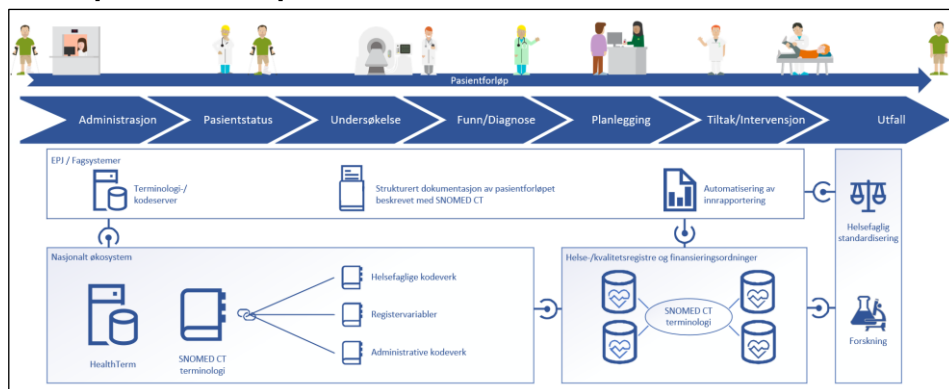 Pasientforløp
Administrasjon
Pasientstatus
Undersøkelse
Funn/Diagnose
Planlegging
Tiltak/Intervensjon
Utfall
EPJ / Fagsystemer
Terminologi-/
kodeserver
Strukturert dokumentasjon av pasientforløpet
beskrevet med SNOMED CT
Automatisering av
innrapportering
Helsefaglig
standardisering
Nasjonalt økosystem
HealthTerm
SNOMED CT
terminologi
Helsefaglige kodeverk
Registervariabler
Administrative kodeverk
Helse-/kvalitetsregistre og finansieringsordninger
SNOMED CT
terminologi
Forskning